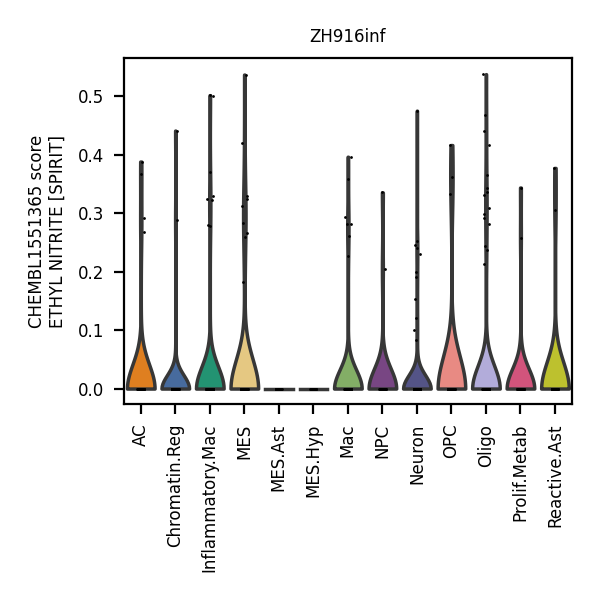 ZH916inf
CHEMBL1551365 score
ETHYL NITRITE [SPIRIT]
0.5
0.4
0.3
0.2
0.1
0.0
AC
Chromatin.Reg
Inflammatory.Mac
MES
MES.Ast
MES.Hyp
Mac
NPC
Neuron
OPC
Oligo
Prolif.Metab
Reactive.Ast